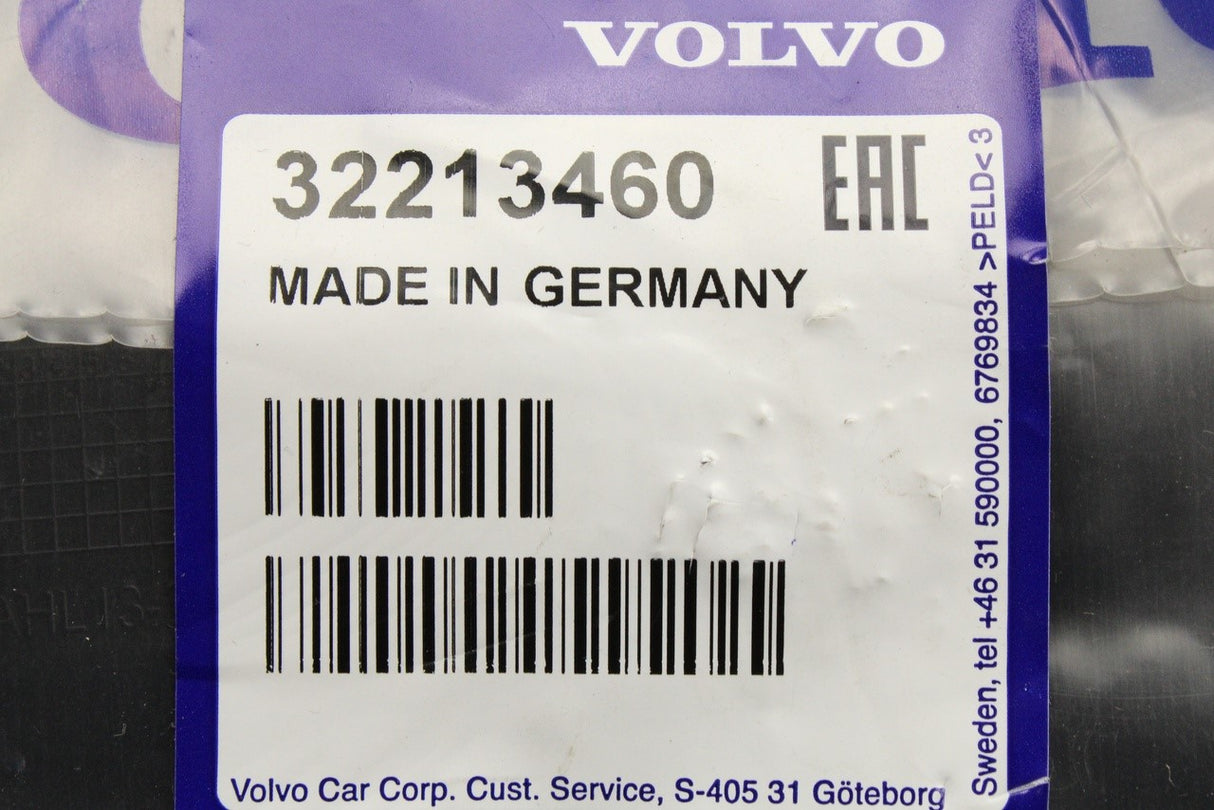 VOLVO
32213460
EAC
MADE IN GERMANY
Volvo Car Corp. Cust. Service, S-405 31 Göteborg
Sweden, tel +46 31 590000, 6769834 >PELD< 3